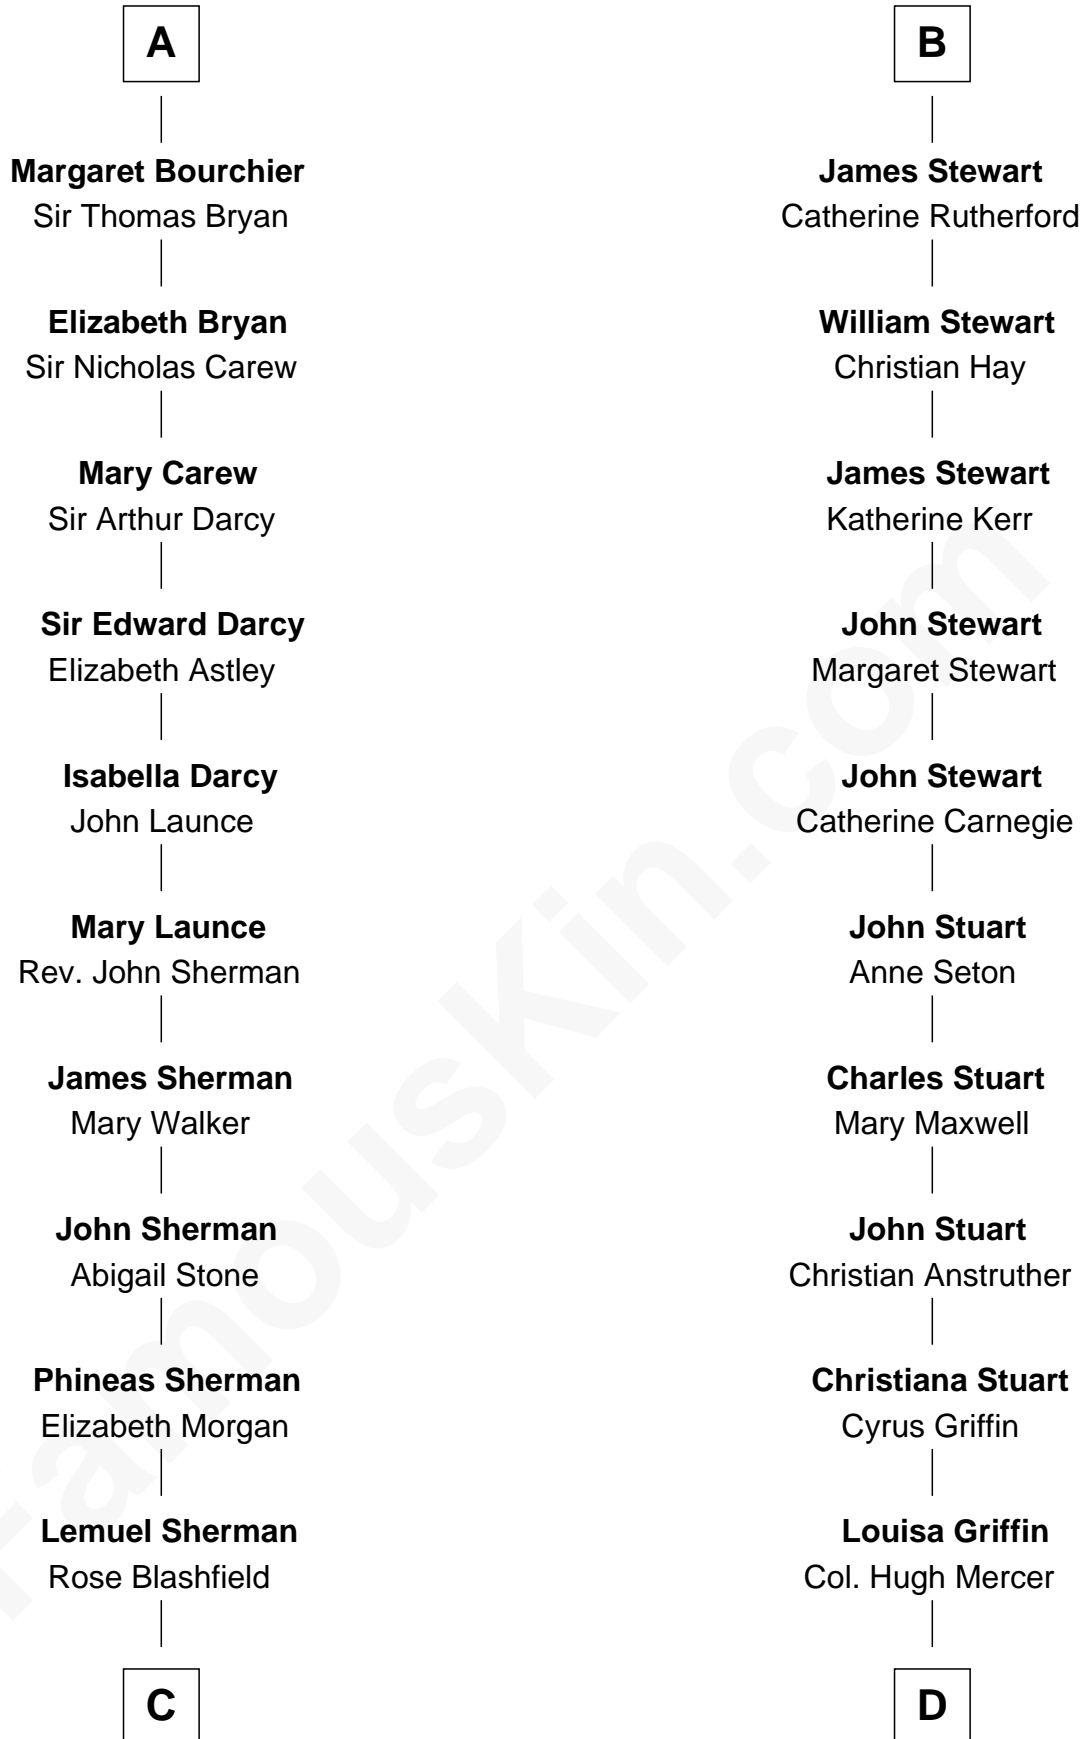 A
Margaret Bourchier
Sir Thomas Bryan
Elizabeth Bryan
Sir Nicholas Carew
Mary Carew
Sir Arthur Darcy
Sir Edward Darcy
Elizabeth Astley
Isabella Darcy
John Launce
Mary Launce
Rev. John Sherman
James Sherman
Mary Walker
John Sherman
Abigail Stone
Phineas Sherman
Elizabeth Morgan
Lemuel Sherman
Rose Blashfield
C
B
James Stewart
Catherine Rutherford
William Stewart
Christian Hay
James Stewart
Katherine Kerr
John Stewart
Margaret Stewart
John Stewart
Catherine Carnegie
John Stuart
Anne Seton
Charles Stuart
Mary Maxwell
John Stuart
Christian Anstruther
Christiana Stuart
Cyrus Griffin
Louisa Griffin
Col. Hugh Mercer
D
FamousKin.com